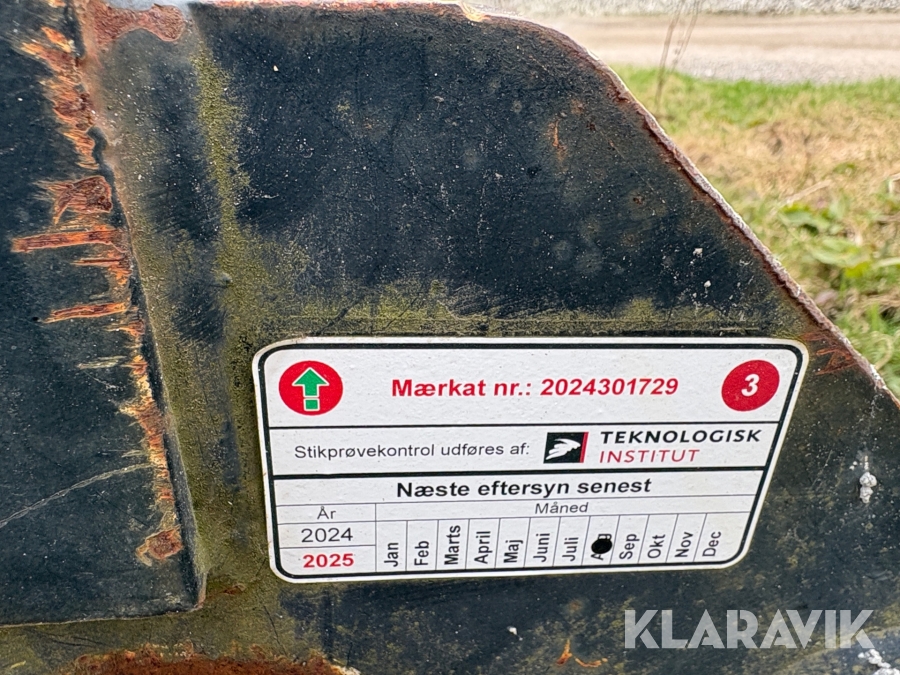 Mærkat nr.: 2024301729
3
Stikprøvekontrol udføres af: TEKNOLOGISK INSTITUT
Næste eftersyn senest
År Måned
2024
2025
Jan Feb Marts April Maj Juni Juli Sep Okt Nov Dec
KLARAVIK